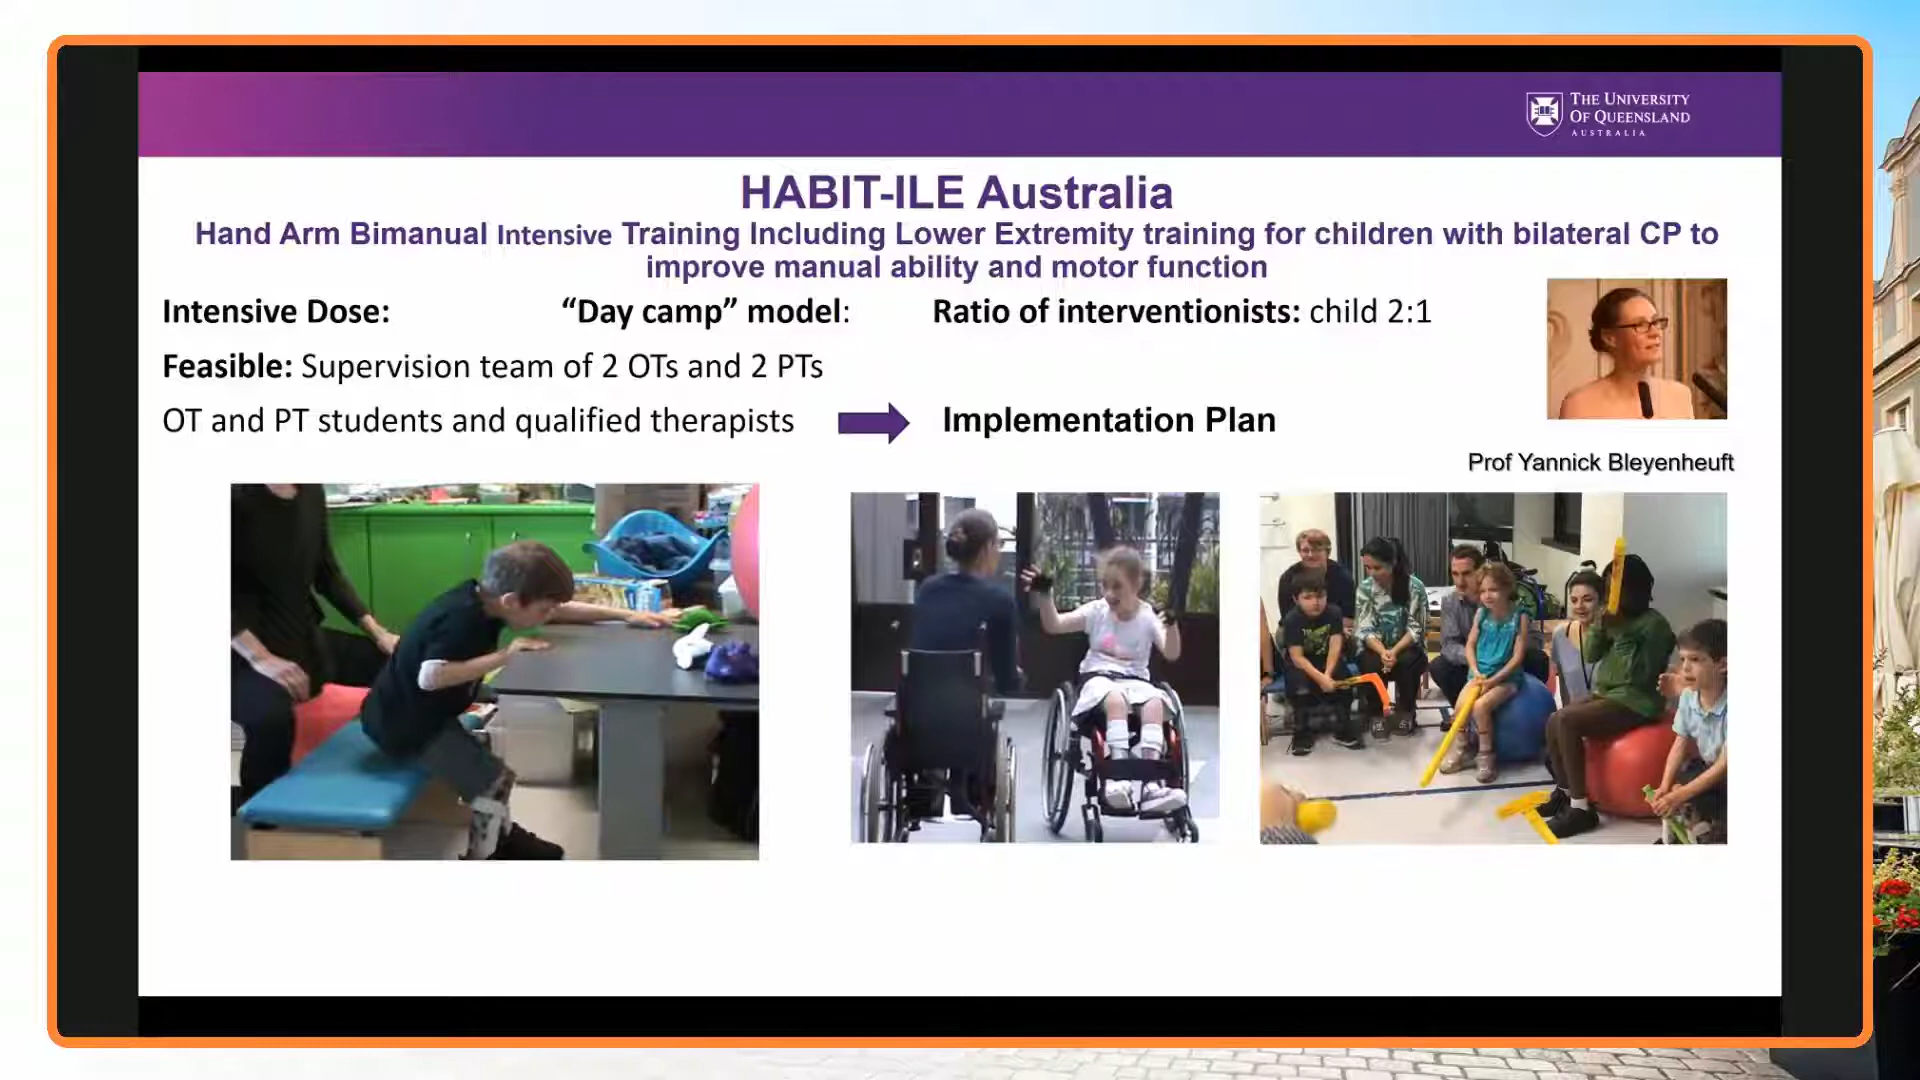 THE UNIVERSITY
OF QUEENSLAND
AUSTRALIA
HABIT-ILE Australia
Hand Arm Bimanual Intensive Training Including Lower Extremity training for children with bilateral CP to
improve manual ability and motor function
Intensive Dose: “Day camp” model: Ratio of interventionists: child 2:1
Feasible: Supervision team of 2 OTs and 2 PTs
OT and PT students and qualified therapists Implementation Plan
Prof Yannick Bleyenheuft